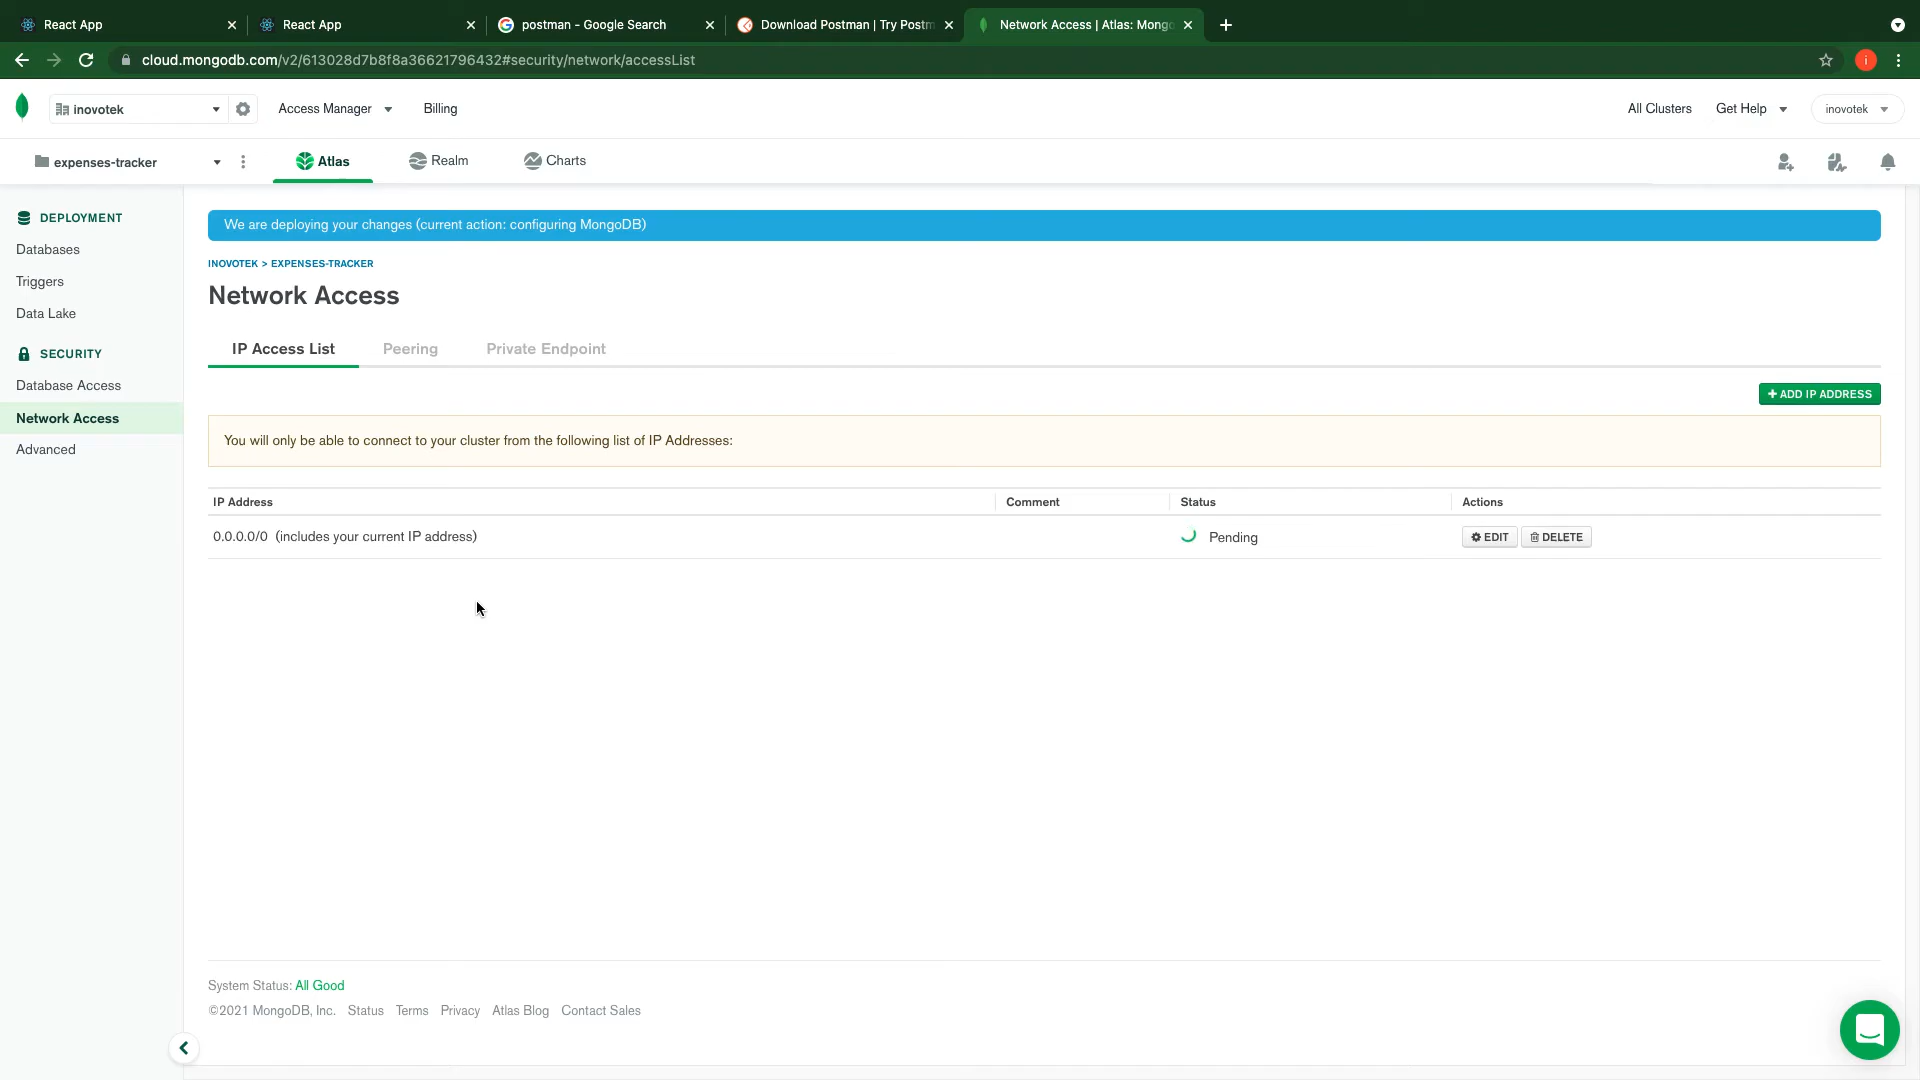 React App
React App
postman - Google Search
Download Postman | Try Postm
Network Access | Atlas: Mongo
cloud.mongodb.com/v2/613028d7b8f8a36621796432#security/network/accessList
i
inovotek
Access Manager
Billing
All Clusters
Get Help
inovotek
expenses-tracker
Atlas
Realm
Charts
DEPLOYMENT
Databases
Triggers
Data Lake
SECURITY
Database Access
Network Access
Advanced
We are deploying your changes (current action: configuring MongoDB)
INOVOTEK > EXPENSES-TRACKER
Network Access
IP Access List
Peering
Private Endpoint
+ ADD IP ADDRESS
You will only be able to connect to your cluster from the following list of IP Addresses:
IP Address
Comment
Status
Actions
0.0.0.0/0 (includes your current IP address)
Pending
EDIT
DELETE
System Status: All Good
©2021 MongoDB, Inc. Status Terms Privacy Atlas Blog Contact Sales